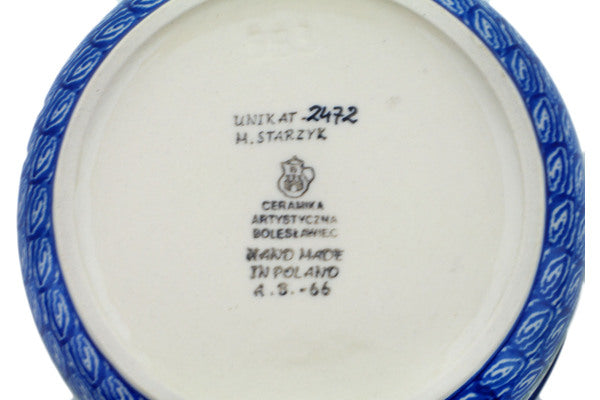 UNIKAT-2472
M. STARZYK
CERAMIKA
ARTYSTYCZNA
BOLESŁAWIEC
HAND MADE
IN POLAND
A.B.-66